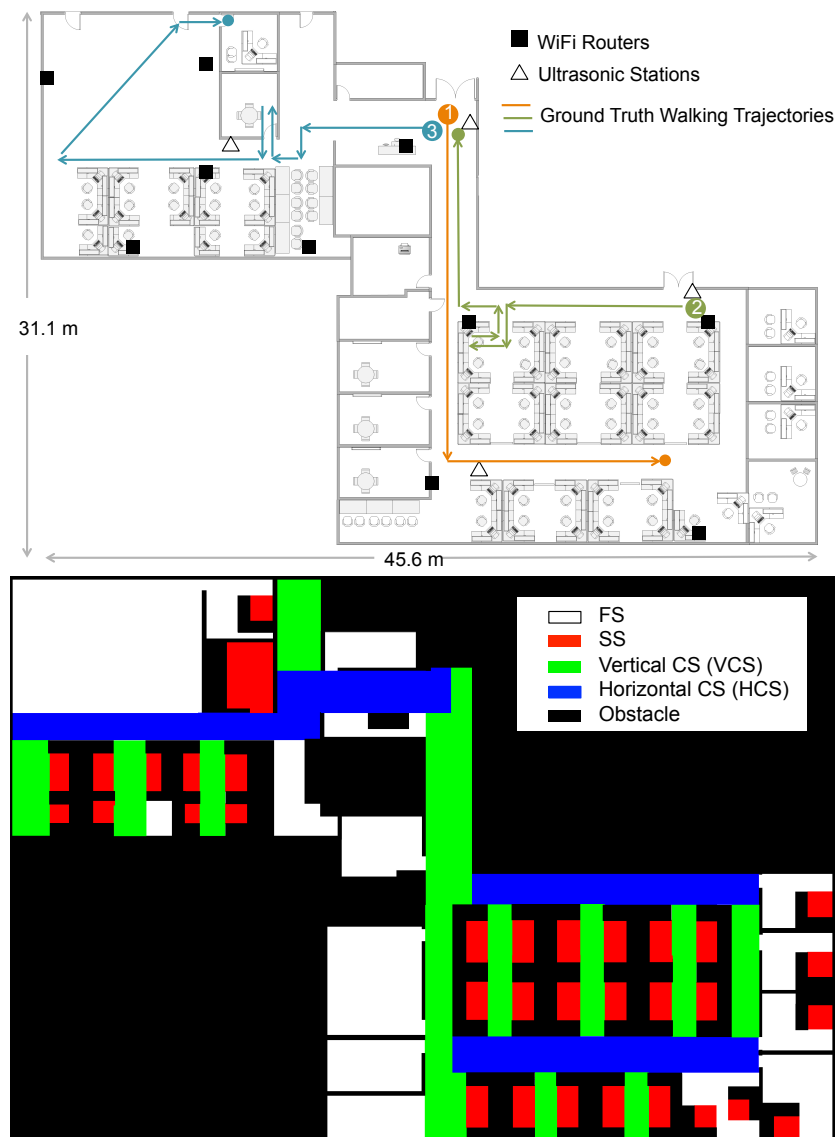 WiFi Routers
Ultrasonic Stations
Ground Truth Walking Trajectories
1
3
2
31.1 m
45.6 m
FS
SS
Vertical CS (VCS)
Horizontal CS (HCS)
Obstacle